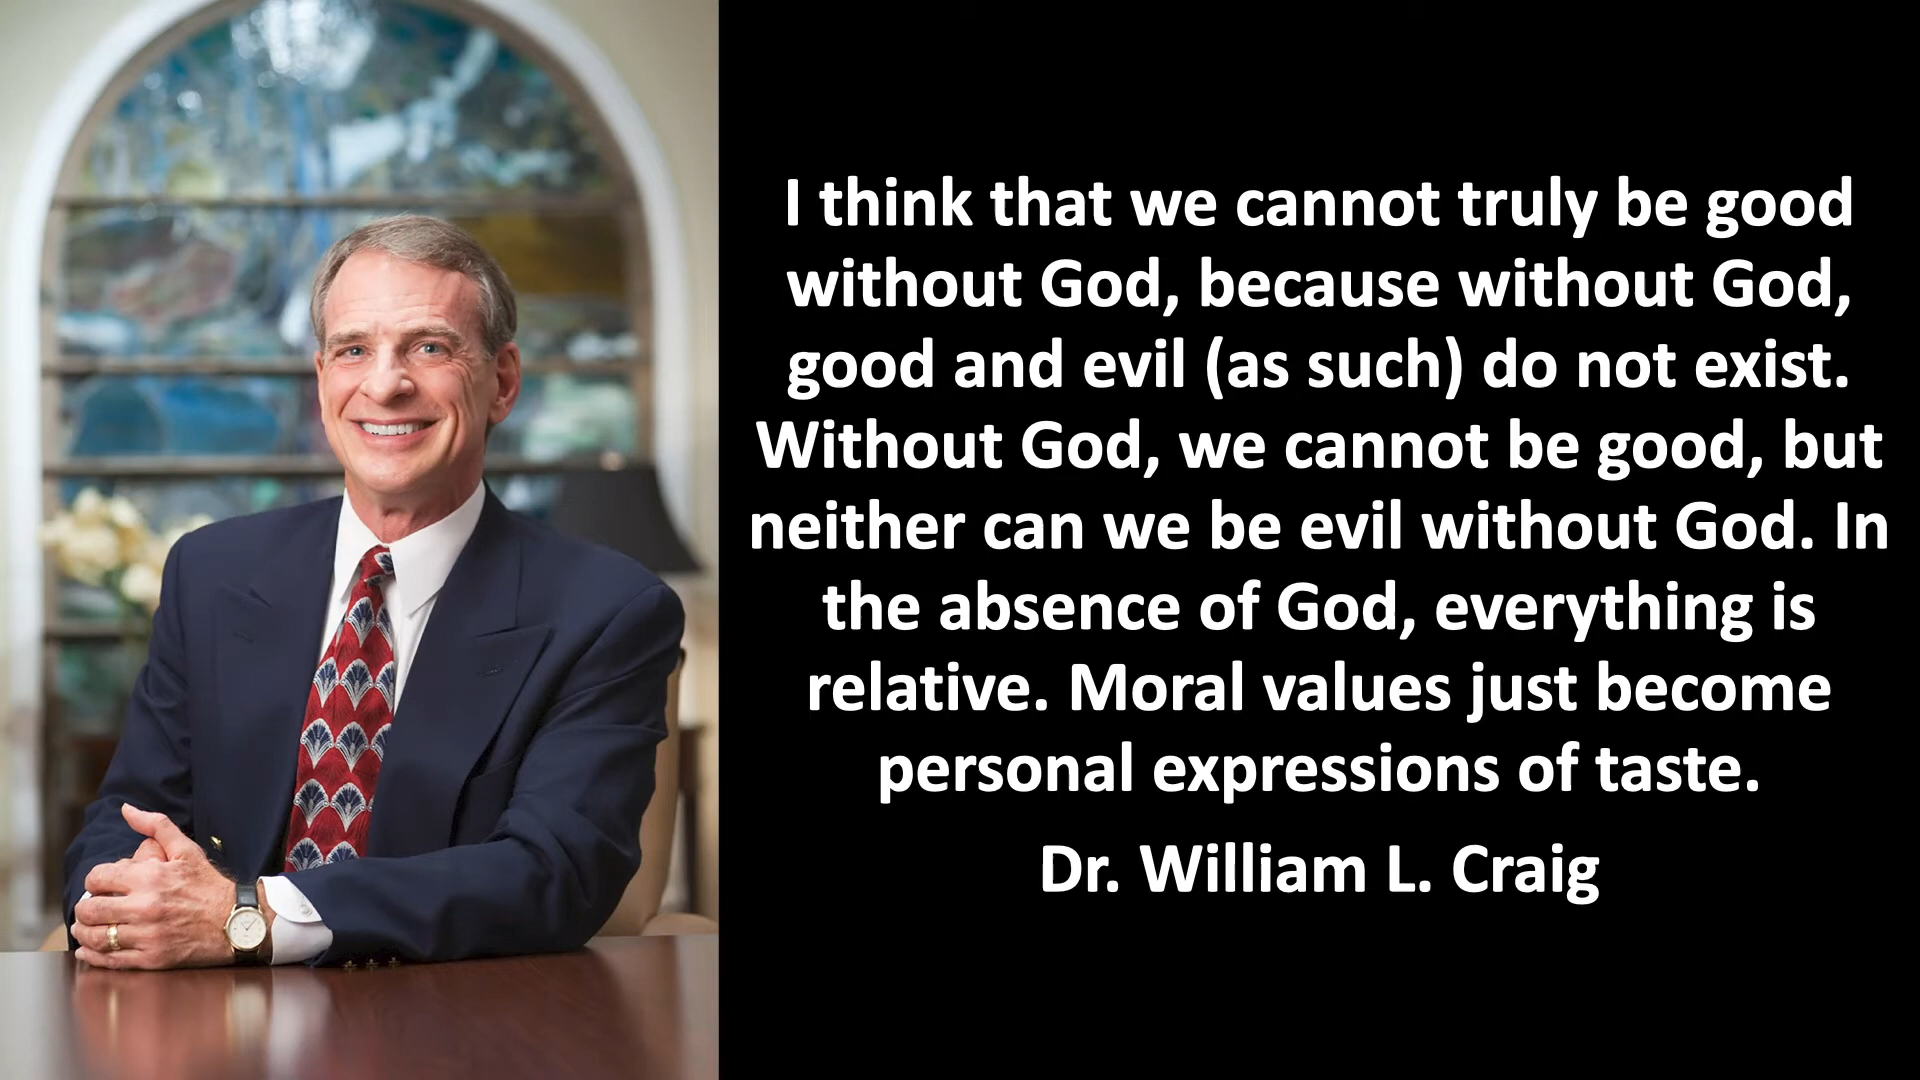 I think that we cannot truly be good
without God, because without God,
good and evil (as such) do not exist.
Without God, we cannot be good, but
neither can we be evil without God. In
the absence of God, everything is
relative. Moral values just become
personal expressions of taste.
Dr. William L. Craig